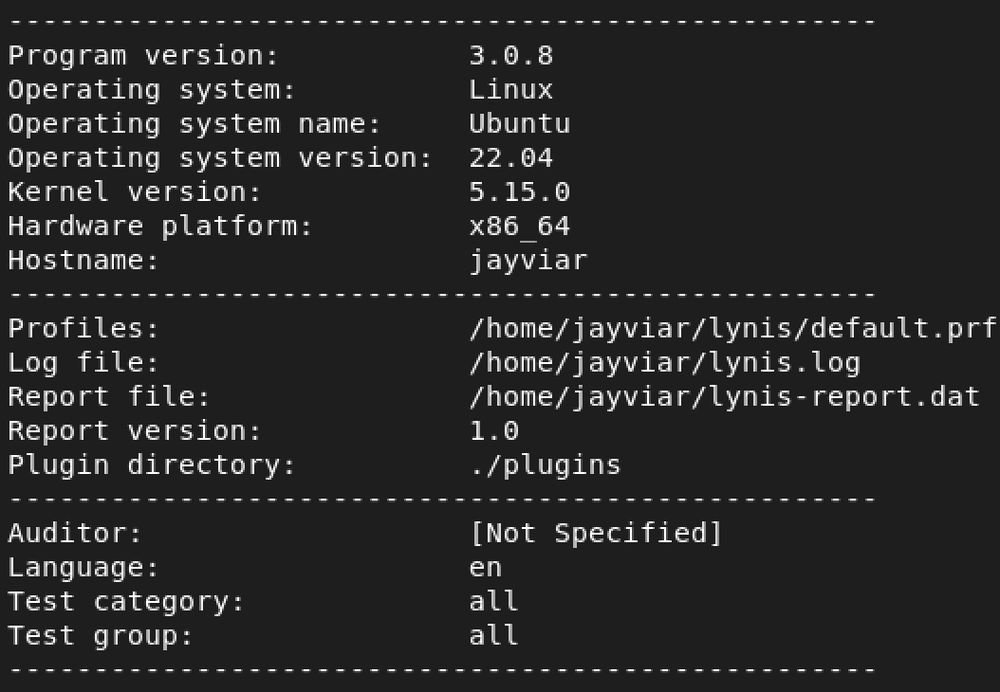 ---------------------------------------------------
Program version:           3.0.8
Operating system:          Linux
Operating system name:     Ubuntu
Operating system version:  22.04
Kernel version:            5.15.0
Hardware platform:         x86_64
Hostname:                  jayviar
---------------------------------------------------
Profiles:                  /home/jayviar/lynis/default.prf
Log file:                  /home/jayviar/lynis.log
Report file:               /home/jayviar/lynis-report.dat
Report version:            1.0
Plugin directory:          ./plugins
---------------------------------------------------
Auditor:                   [Not Specified]
Language:                  en
Test category:             all
Test group:                all
---------------------------------------------------